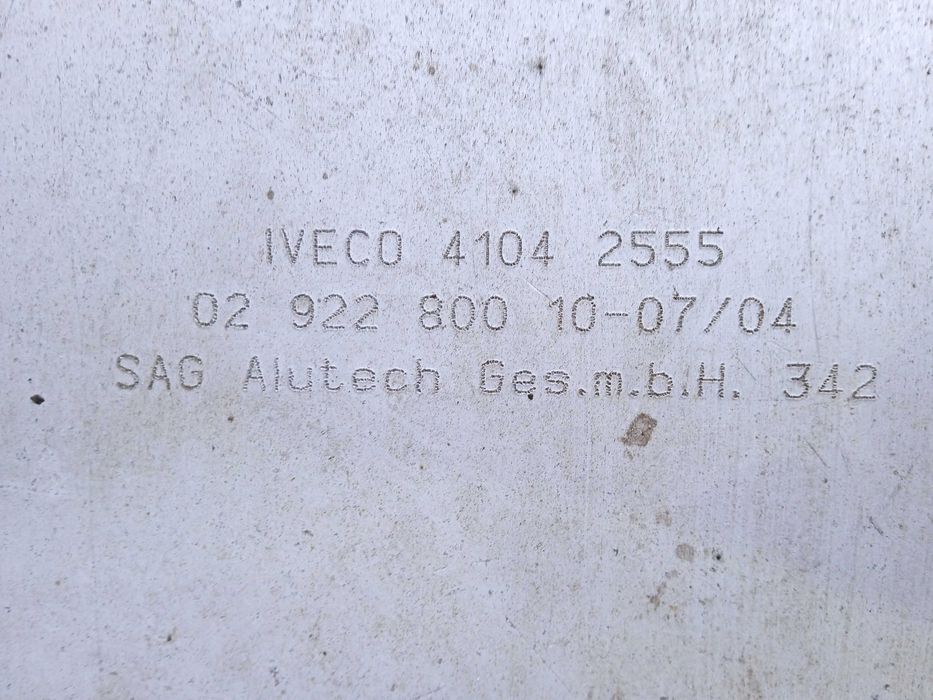 IVECO 4104 2555
02 922 800 10-07/04
SAG Alutech Ges.m.b.H. 342